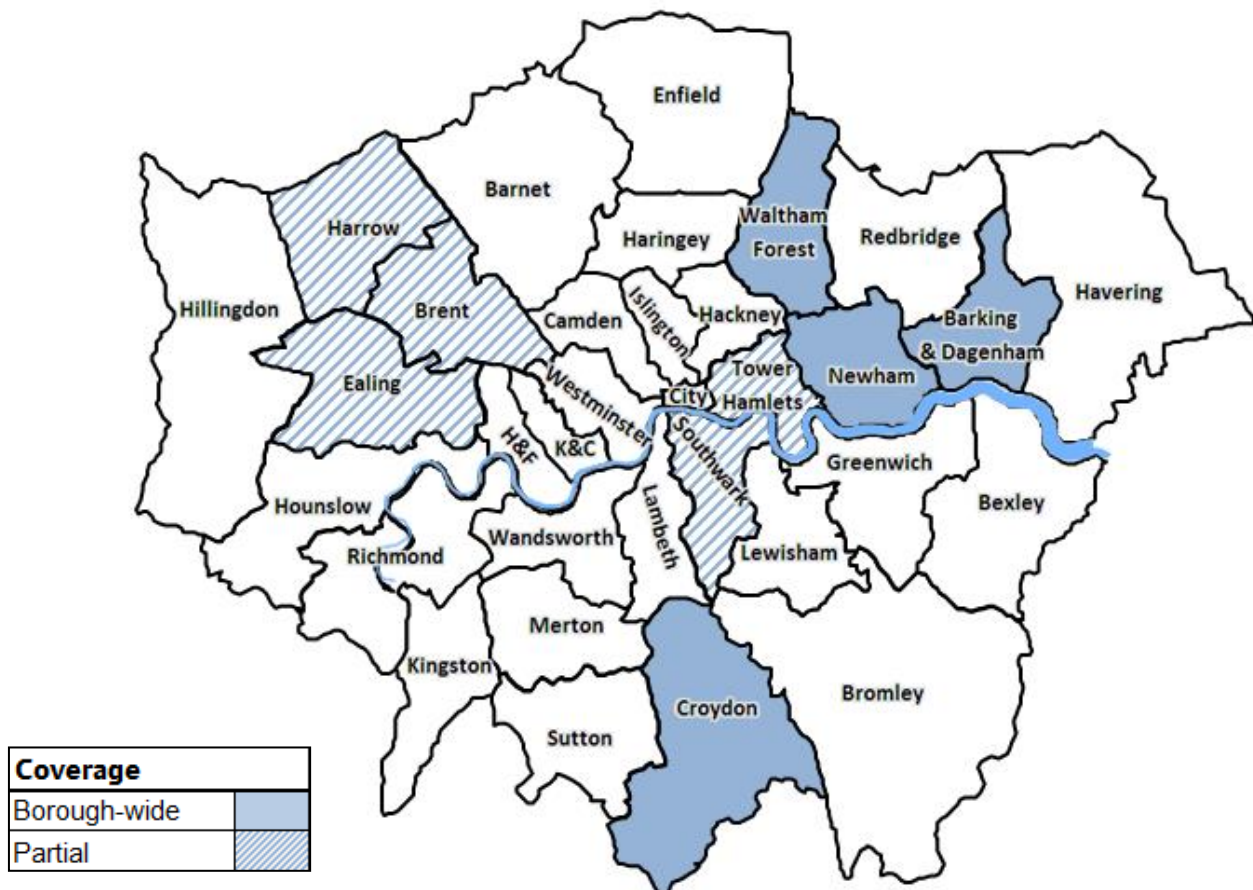 Enfield
Barnet
Harrow
Haringey
Waltham
Forest
Redbridge
Havering
Hillingdon
Brent
Camden
Islington
Hackney
Barking
& Dagenham
Ealing
Westminster
City
Tower
Hamlets
Newham
H&F
K&C
Southwark
Greenwich
Hounslow
Bexley
Richmond
Wandsworth
Lambeth
Lewisham
Merton
Kingston
Croydon
Bromley
Sutton
Coverage
Borough-wide
Partial